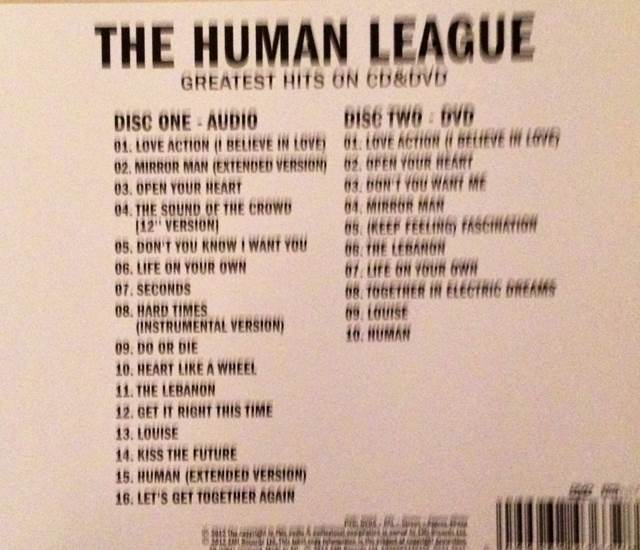 THE HUMAN LEAGUE
GREATEST HITS ON CD&DVD
DISC ONE - AUDIO
01. LOVE ACTION (I BELIEVE IN LOVE)
02. MIRROR MAN (EXTENDED VERSION)
03. OPEN YOUR HEART
04. THE SOUND OF THE CROWD
(12" VERSION)
05. DON'T YOU KNOW I WANT YOU
06. LIFE ON YOUR OWN
07. SECONDS
08. HARD TIMES
(INSTRUMENTAL VERSION)
09. DO OR DIE
10. HEART LIKE A WHEEL
11. THE LEBANON
12. GET IT RIGHT THIS TIME
13. LOUISE
14. KISS THE FUTURE
15. HUMAN (EXTENDED VERSION)
16. LET'S GET TOGETHER AGAIN
DISC TWO - DVD
01. LOVE ACTION (I BELIEVE IN LOVE)
02. OPEN YOUR HEART
03. DON'T YOU WANT ME
04. MIRROR MAN
05. (KEEP FEELING) FASCINATION
06. THE LEBANON
07. LIFE ON YOUR OWN
08. TOGETHER IN ELECTRIC DREAMS
09. LOUISE
10. HUMAN